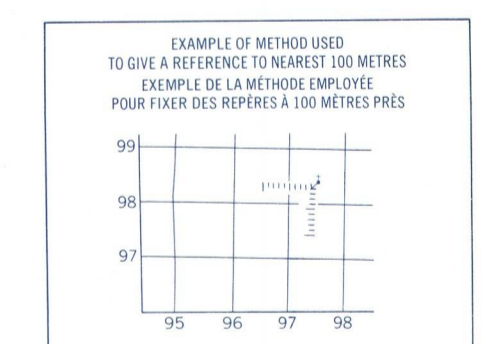 EXAMPLE OF METHOD USED
TO GIVE A REFERENCE TO NEAREST 100 METRES
EXEMPLE DE LA MÉTHODE EMPLOYÉE
POUR FIXER DES REPÈRES À 100 MÈTRES PRÈS
99
98
97
95 96 97 98